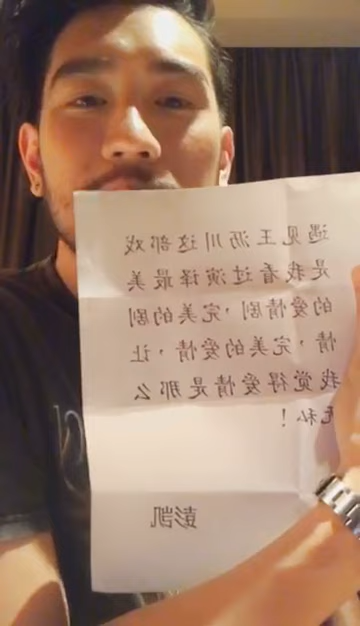 遇见王沥川这部戏
是我看过演译最美
的爱情剧，完美的剧
情，完美的爱情，让
我觉得爱情是那么
无私！
彭凯